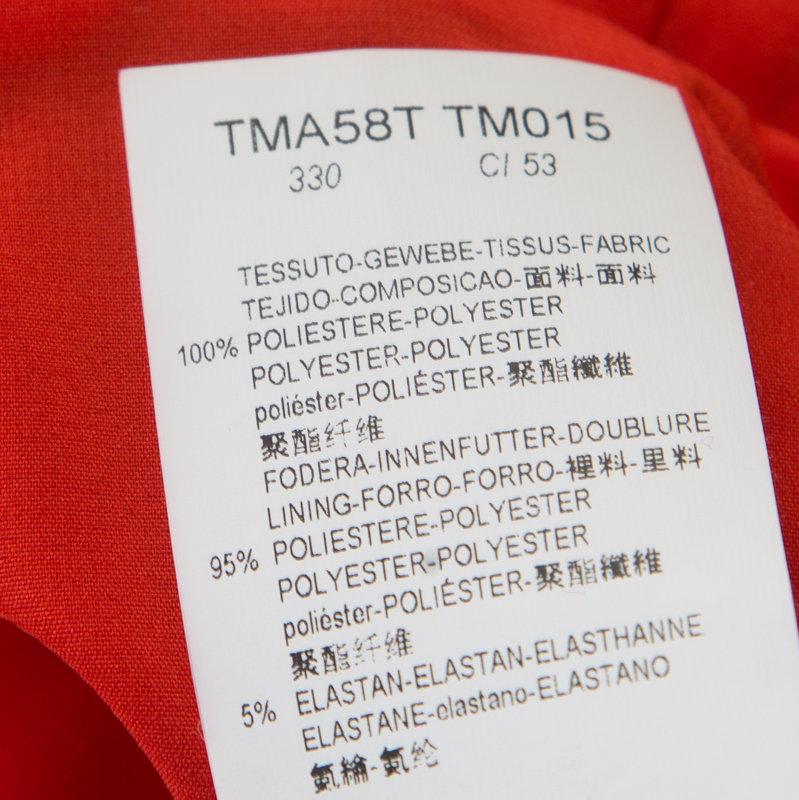 TMA58T TM015
330 CI 53
TESSUTO-GEWEBE-TISSUS-FABRIC
TEJIDO-COMPOSICAO-面料-面料
100% POLIESTERE-POLYESTER
POLYESTER-POLYESTER
poliéster-POLIÉSTER-聚酯纖維
聚酯纤维
FODERA-INNENFUTTER-DOUBLURE
LINING-FORRO-FORRO-裡料-里料
95% POLIESTERE-POLYESTER
POLYESTER-POLYESTER
poliéster-POLIÉSTER-聚酯纖維
聚酯纤维
5% ELASTAN-ELASTAN-ELASTHANNE
ELASTANE-elastano-ELASTANO
氨綸-氨纶